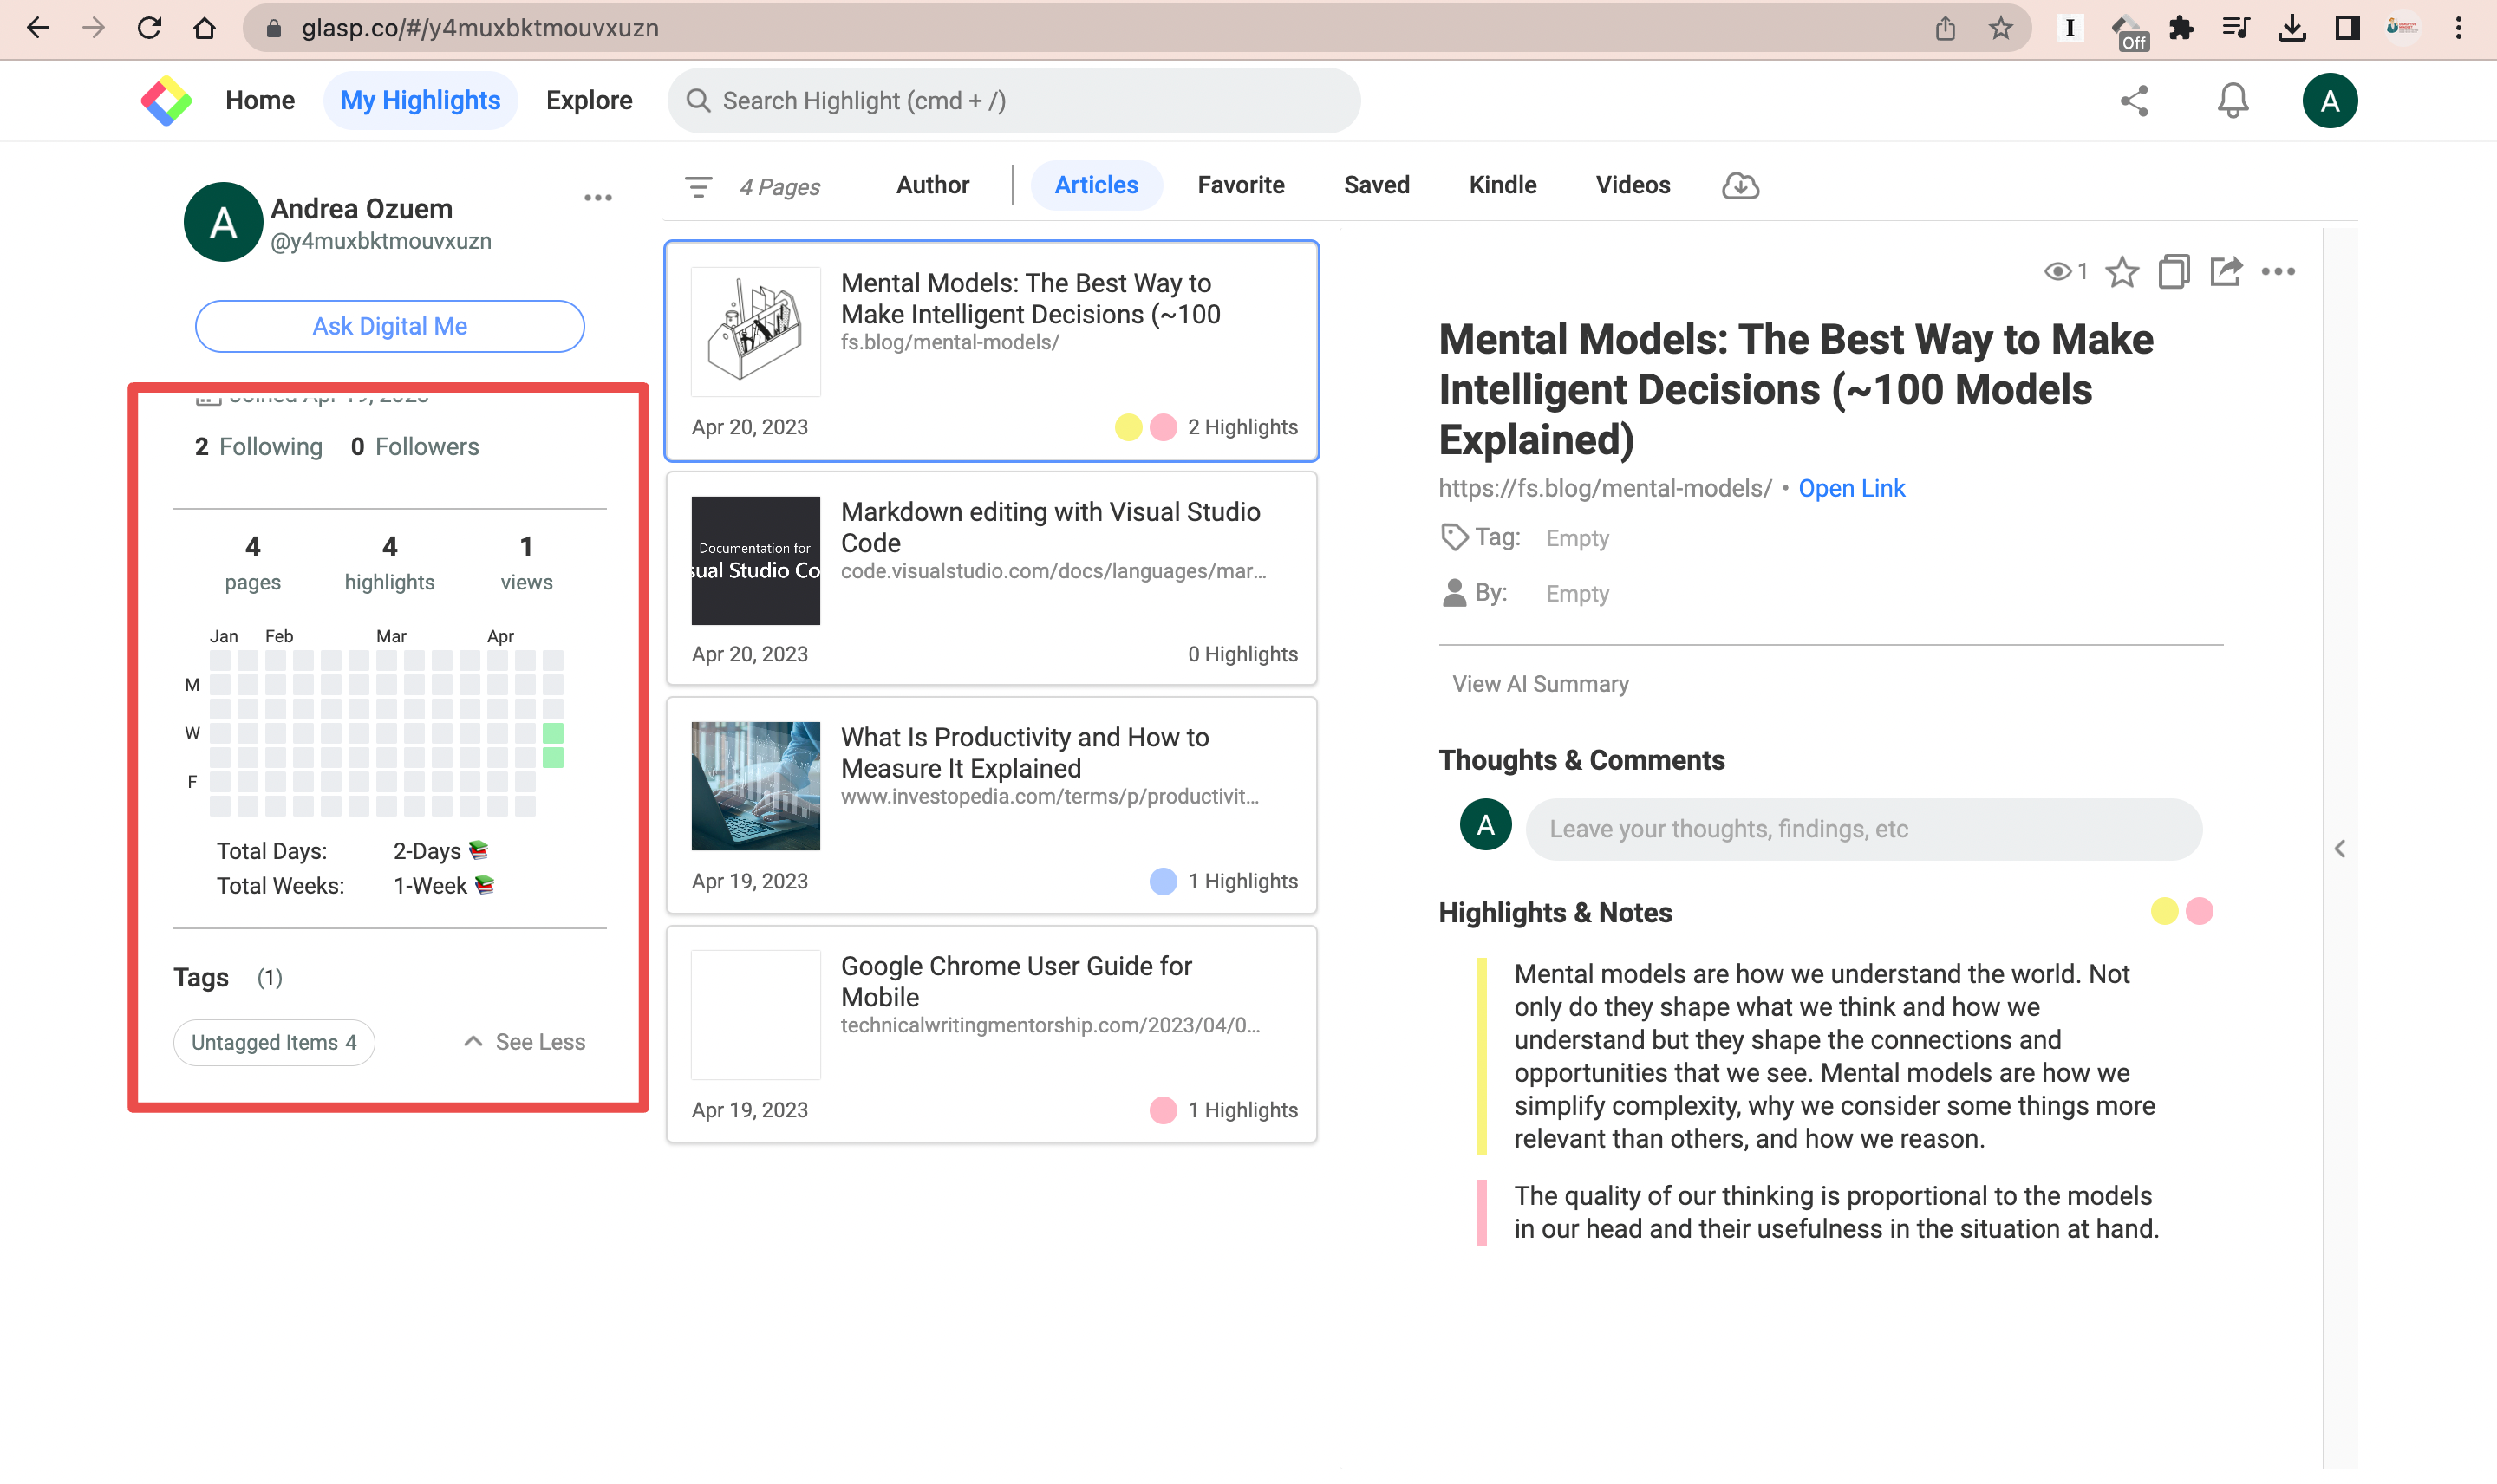 glasp.co/#/y4muxbktmouvxuzn
Off
Home
My Highlights
Explore
Search Highlight (cmd + /)
A
A
Andrea Ozuem
@y4muxbktmouvxuzn
Ask Digital Me
Joined Apr 19, 2023
2 Following 0 Followers
4 4 1
pages highlights views
Jan Feb Mar Apr
M
W
F
Total Days: 2-Days
Total Weeks: 1-Week
Tags (1)
Untagged Items 4
See Less
4 Pages
Author
Articles
Favorite
Saved
Kindle
Videos
Mental Models: The Best Way to
Make Intelligent Decisions (~100
fs.blog/mental-models/
Apr 20, 2023
2 Highlights
Documentation for
sual Studio Co
Markdown editing with Visual Studio
Code
code.visualstudio.com/docs/languages/mar...
Apr 20, 2023
0 Highlights
What Is Productivity and How to
Measure It Explained
www.investopedia.com/terms/p/productivit...
Apr 19, 2023
1 Highlights
Google Chrome User Guide for
Mobile
technicalwritingmentorship.com/2023/04/0...
Apr 19, 2023
1 Highlights
1
Mental Models: The Best Way to Make
Intelligent Decisions (~100 Models
Explained)
https://fs.blog/mental-models/ • Open Link
Tag: Empty
By: Empty
View AI Summary
Thoughts & Comments
A
Leave your thoughts, findings, etc
Highlights & Notes
Mental models are how we understand the world. Not
only do they shape what we think and how we
understand but they shape the connections and
opportunities that we see. Mental models are how we
simplify complexity, why we consider some things more
relevant than others, and how we reason.
The quality of our thinking is proportional to the models
in our head and their usefulness in the situation at hand.